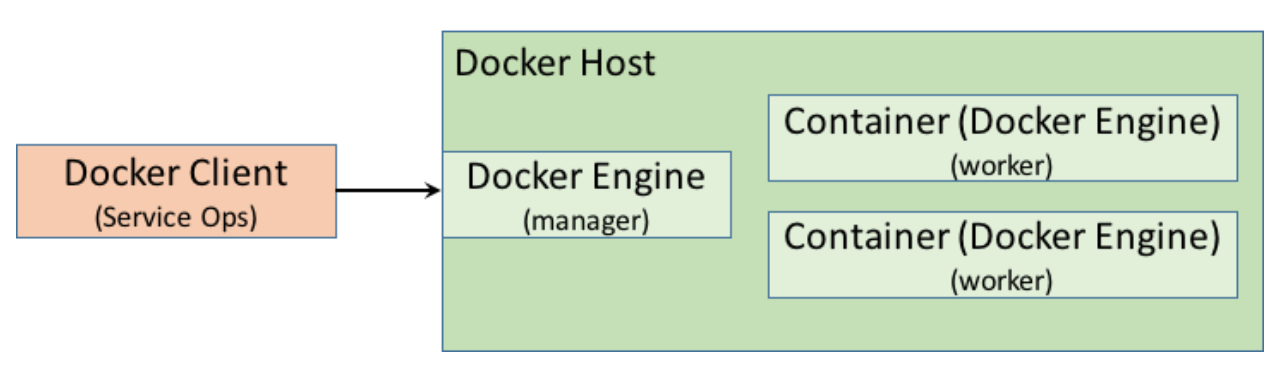 Docker Host
Docker Client
(Service Ops)
Docker Engine
(manager)
Container (Docker Engine)
(worker)
Container (Docker Engine)
(worker)